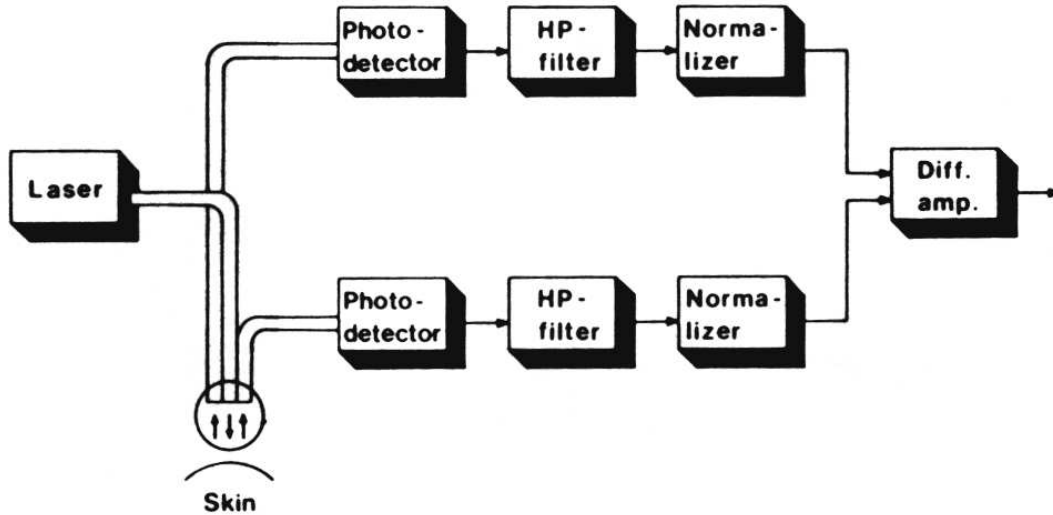 Photo-
detector
HP-
filter
Norma-
lizer
Laser
Diff.
amp.
Photo-
detector
HP-
filter
Norma-
lizer
Skin